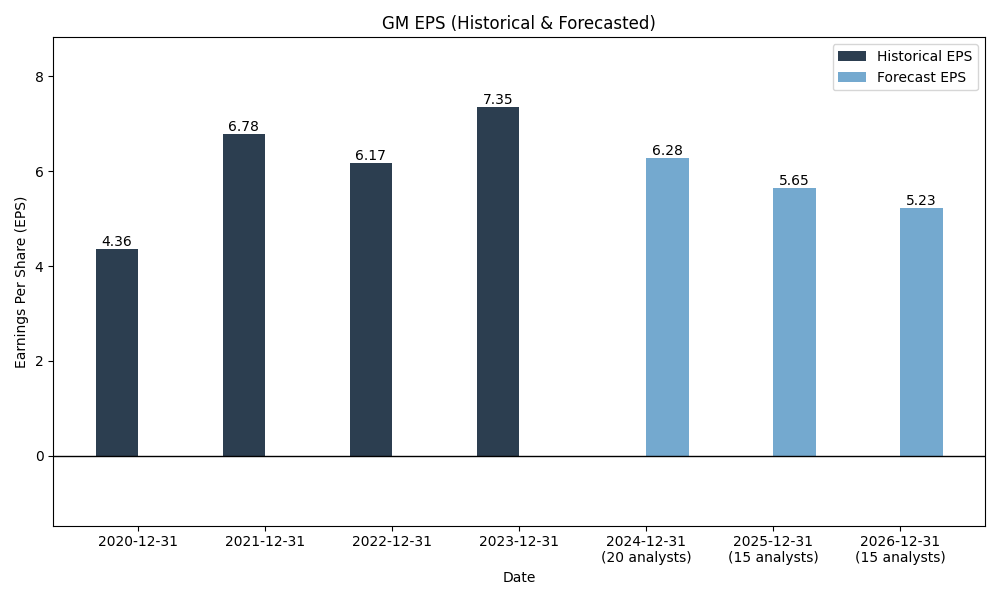 GM EPS (Historical & Forecasted)
Historical EPS
Forecast EPS
Earnings Per Share (EPS)
8
6
4
2
0
4.36
6.78
6.17
7.35
6.28
5.65
5.23
2020-12-31
2021-12-31
2022-12-31
2023-12-31
2024-12-31
(20 analysts)
2025-12-31
(15 analysts)
2026-12-31
(15 analysts)
Date